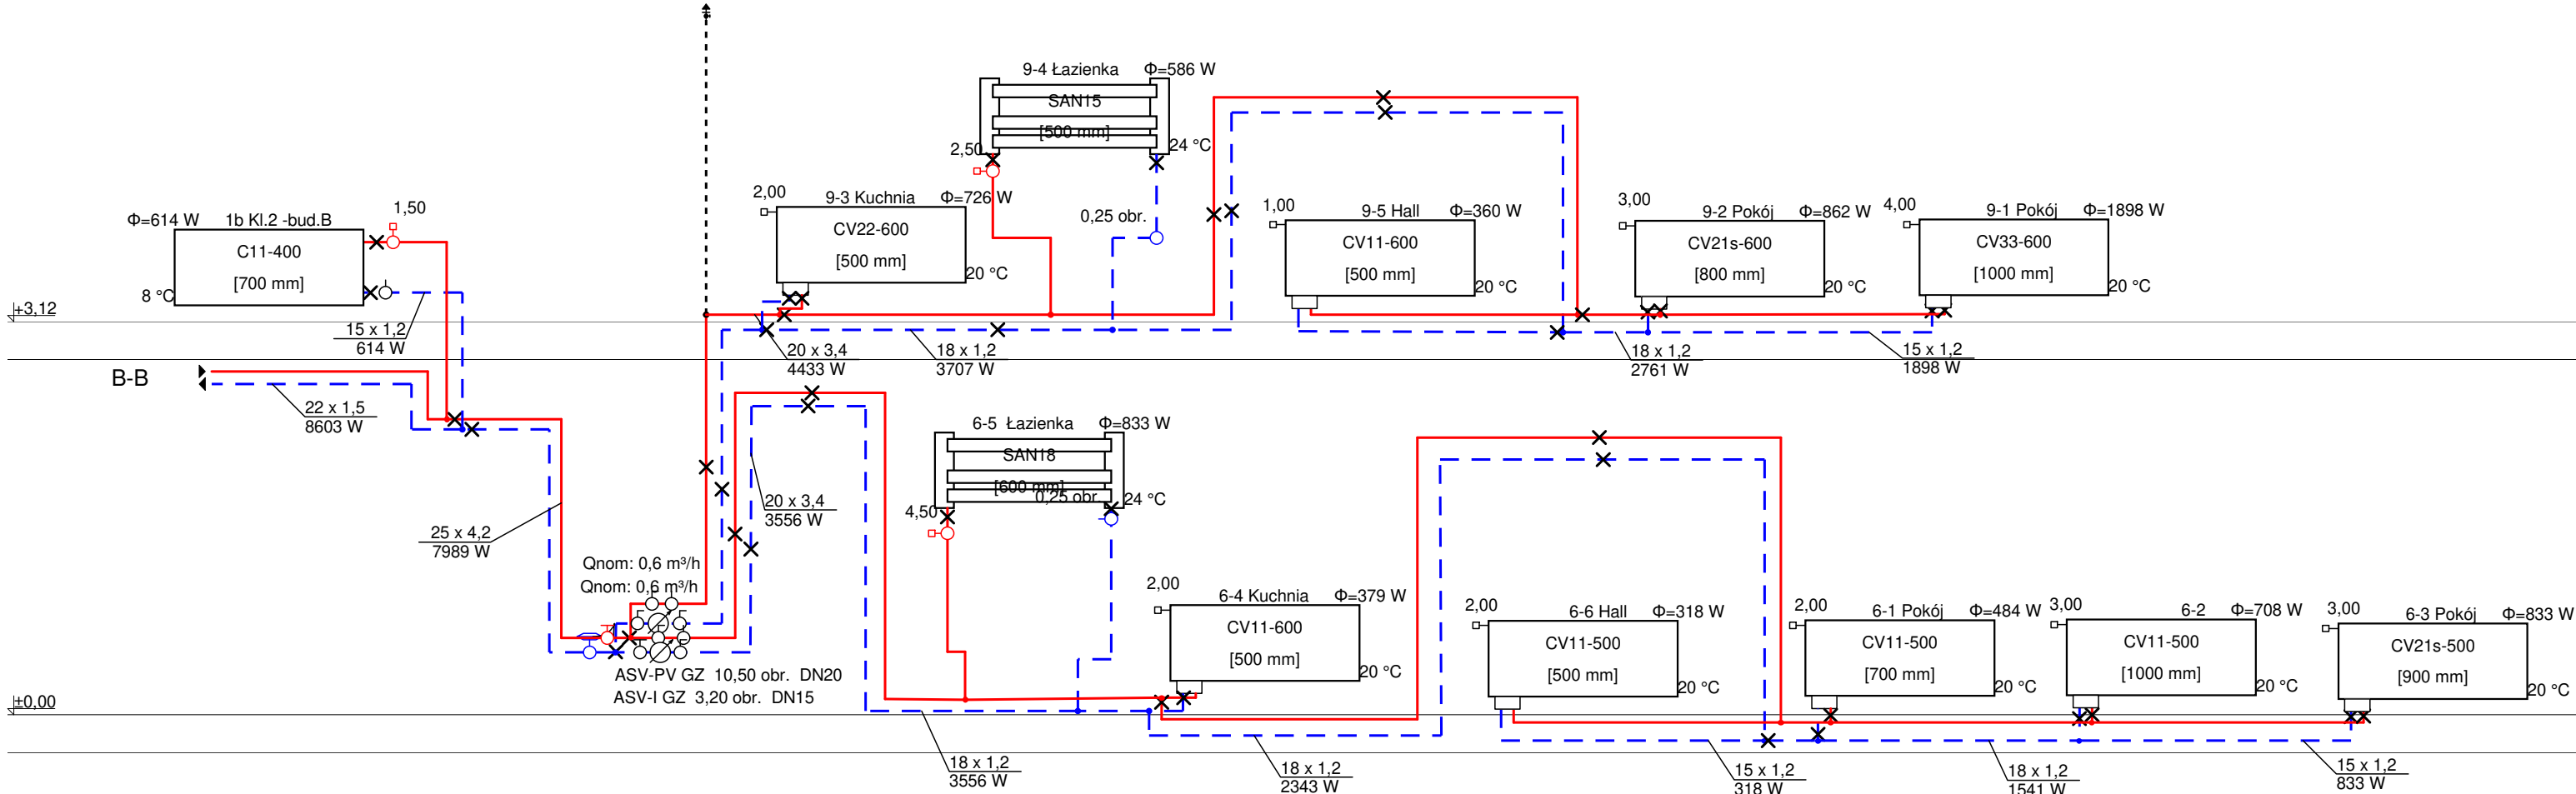 9-4 Łazienka Φ=586 W
SAN15
[500 mm]
2,50
24 °C
0,25 obr.
2,00
9-3 Kuchnia Φ=726 W
CV22-600
[500 mm]
20 °C
Φ=614 W 1b Kl.2 -bud.B
1,50
C11-400
[700 mm]
8 °C
1,00
9-5 Hall Φ=360 W
CV11-600
[500 mm]
20 °C
3,00
9-2 Pokój Φ=862 W
CV21s-600
[800 mm]
20 °C
4,00
9-1 Pokój Φ=1898 W
CV33-600
[1000 mm]
20 °C
+3,12
15 x 1,2
614 W
20 x 3,4
4433 W
18 x 1,2
3707 W
18 x 1,2
2761 W
15 x 1,2
1898 W
B-B
22 x 1,5
8603 W
6-5 Łazienka Φ=833 W
SAN18
[600 mm]
0,25 obr.
24 °C
4,50
20 x 3,4
3556 W
25 x 4,2
7989 W
Qnom: 0,6 m³/h
Qnom: 0,6 m³/h
ASV-PV GZ 10,50 obr. DN20
ASV-I GZ 3,20 obr. DN15
2,00
6-4 Kuchnia Φ=379 W
CV11-600
[500 mm]
20 °C
2,00
6-6 Hall Φ=318 W
CV11-500
[500 mm]
20 °C
2,00
6-1 Pokój Φ=484 W
CV11-500
[700 mm]
20 °C
3,00
6-2 Φ=708 W
CV11-500
[1000 mm]
20 °C
3,00
6-3 Pokój Φ=833 W
CV21s-500
[900 mm]
20 °C
±0,00
18 x 1,2
3556 W
18 x 1,2
2343 W
15 x 1,2
318 W
18 x 1,2
1541 W
15 x 1,2
833 W